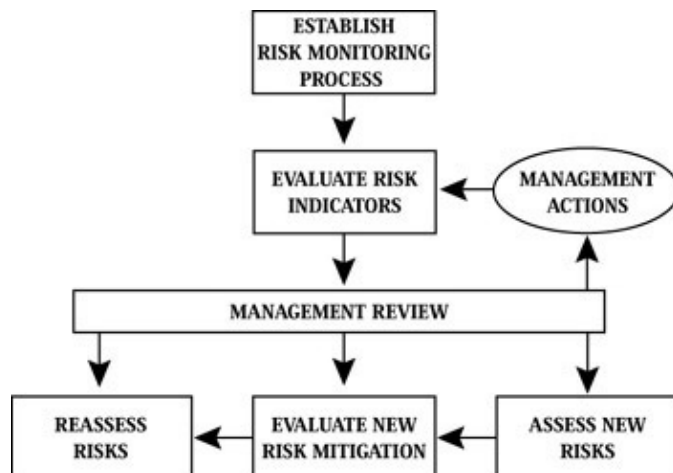 ESTABLISH
RISK MONITORING
PROCESS
EVALUATE RISK
INDICATORS
MANAGEMENT
ACTIONS
MANAGEMENT REVIEW
REASSESS
RISKS
EVALUATE NEW
RISK MITIGATION
ASSESS NEW
RISKS